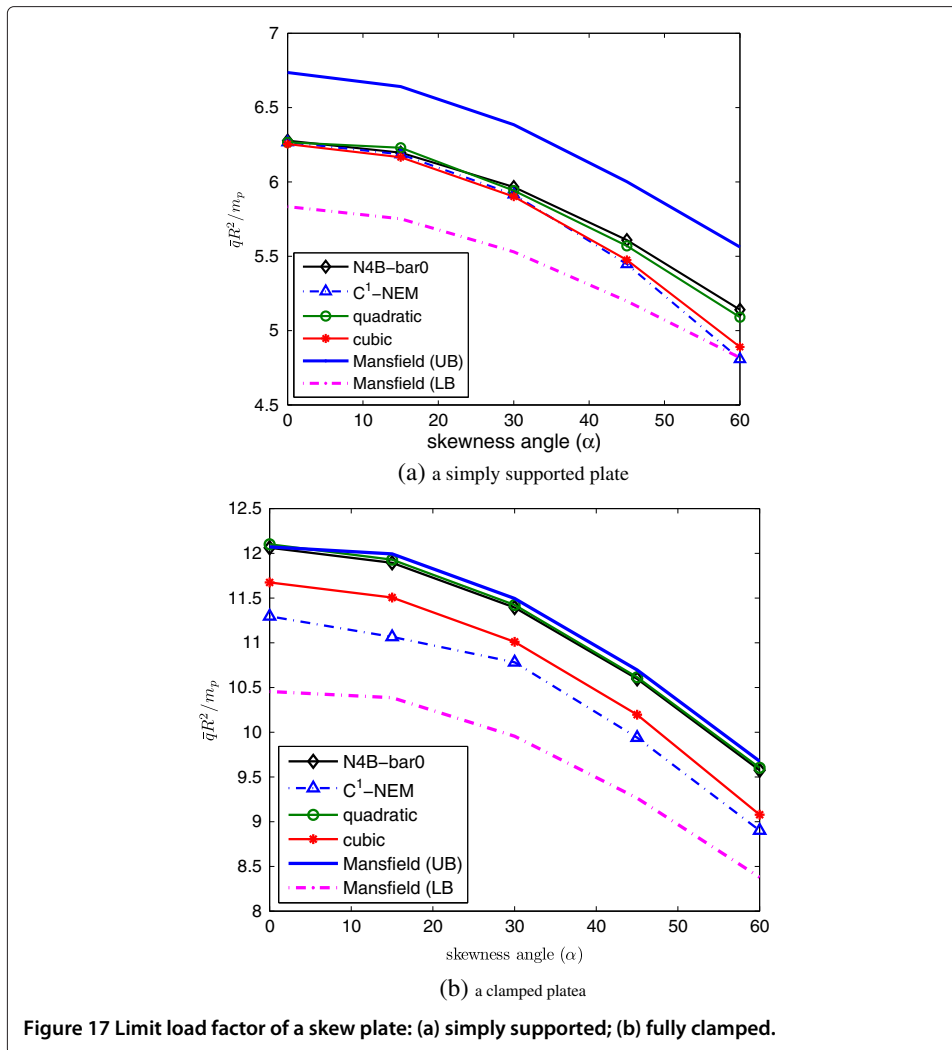 7
6.5
6
5.5
5
4.5
q̄R²/mₚ
N4B−bar0
C¹−NEM
quadratic
cubic
Mansfield (UB)
Mansfield (LB
0 10 20 30 40 50 60
skewness angle (α)
(a) a simply supported plate
12.5
12
11.5
11
10.5
10
9.5
9
8.5
8
q̄R²/mₚ
N4B−bar0
C¹−NEM
quadratic
cubic
Mansfield (UB)
Mansfield (LB
0 10 20 30 40 50 60
skewness angle (α)
(b) a clamped platea
Figure 17 Limit load factor of a skew plate: (a) simply supported; (b) fully clamped.